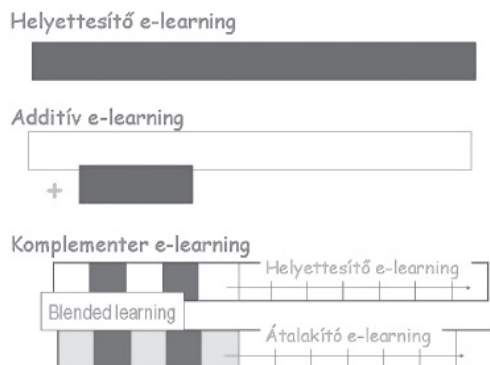 Helyettesítő e-learning
Additív e-learning
+
Komplementer e-learning
Helyettesítő e-learning
Blended learning
Átalakító e-learning